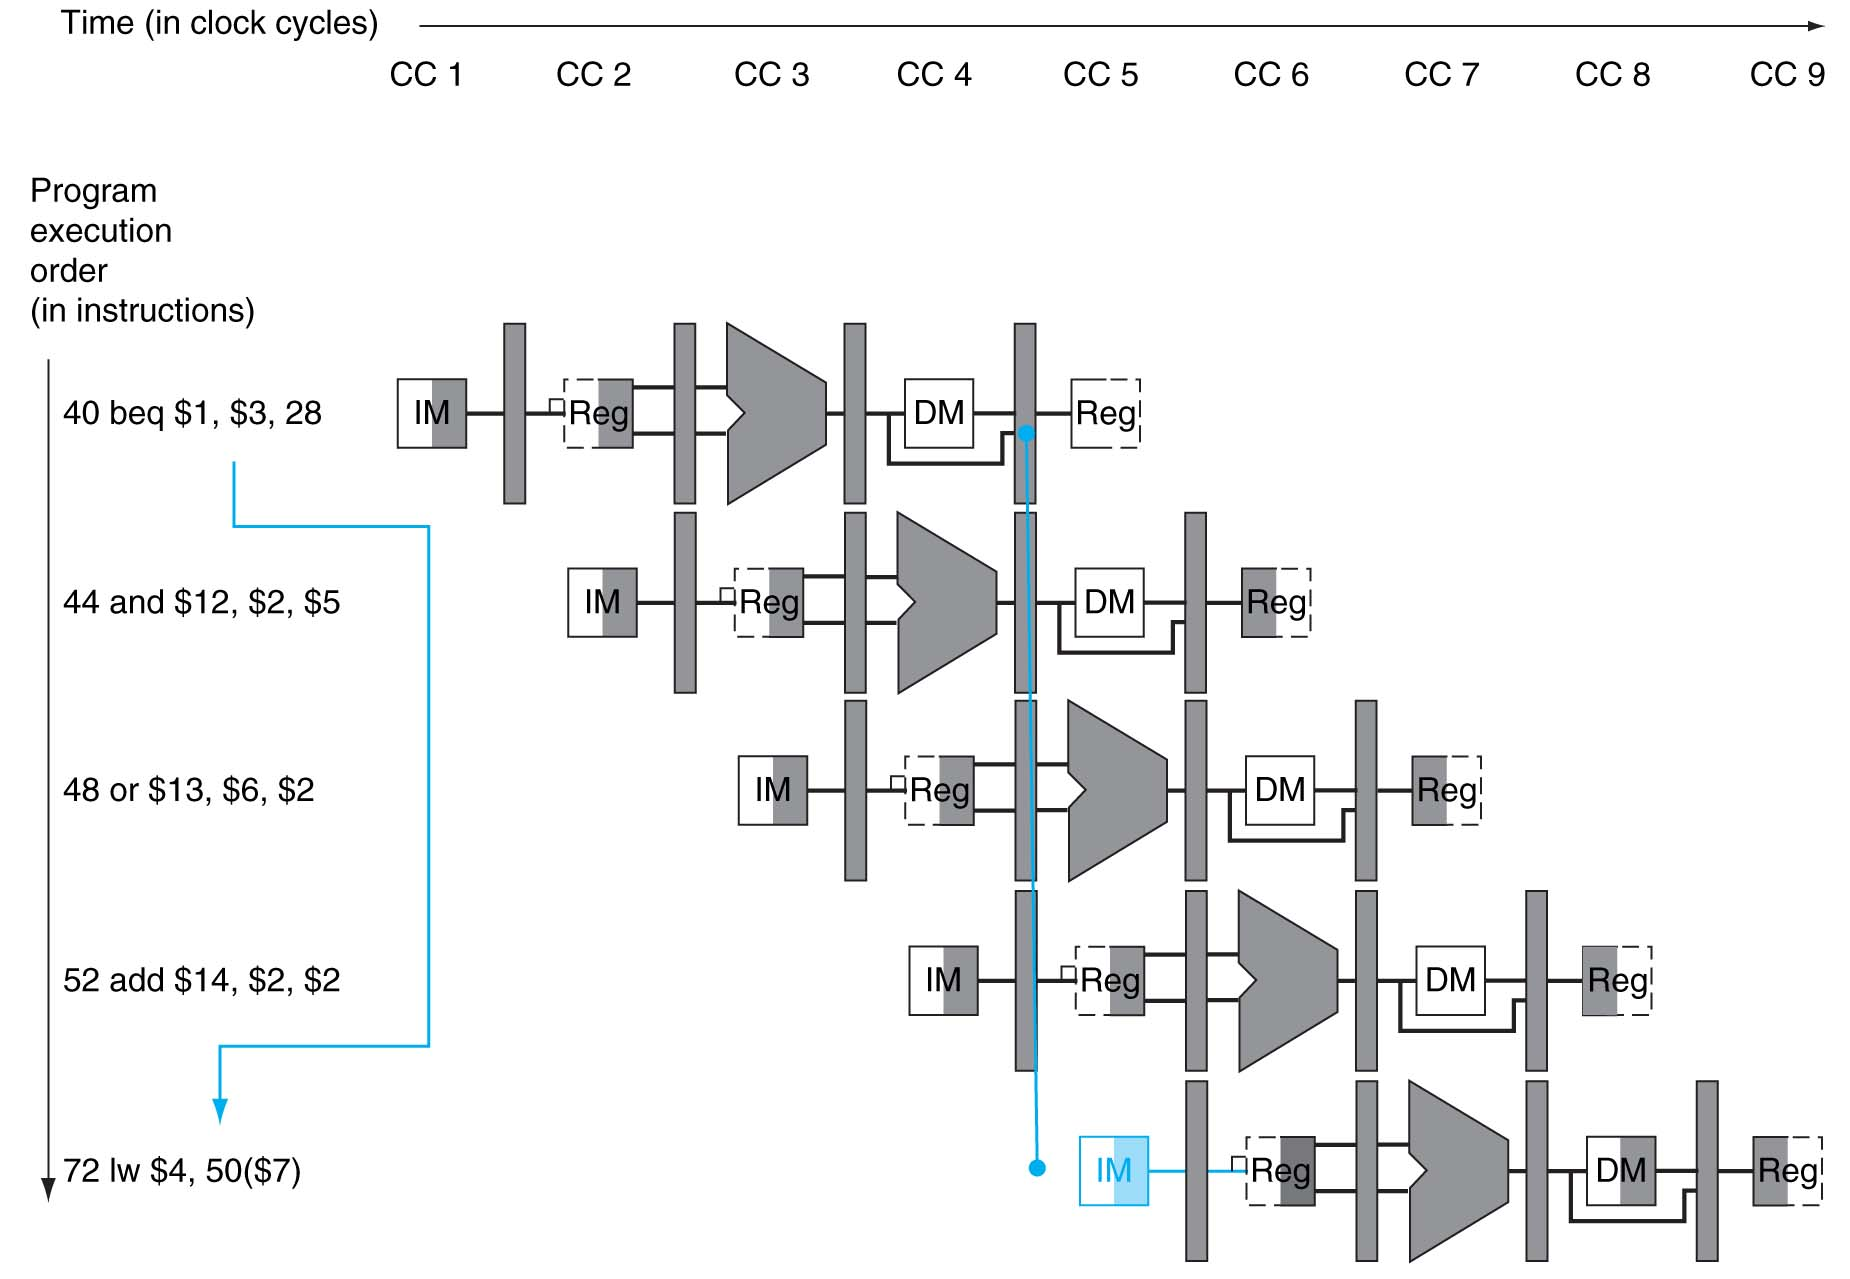 Time (in clock cycles)
CC 1 CC 2 CC 3 CC 4 CC 5 CC 6 CC 7 CC 8 CC 9
Program
execution
order
(in instructions)
40 beq $1, $3, 28 IM Reg DM Reg
44 and $12, $2, $5 IM Reg DM Reg
48 or $13, $6, $2 IM Reg DM Reg
52 add $14, $2, $2 IM Reg DM Reg
72 lw $4, 50($7) IM Reg DM Reg